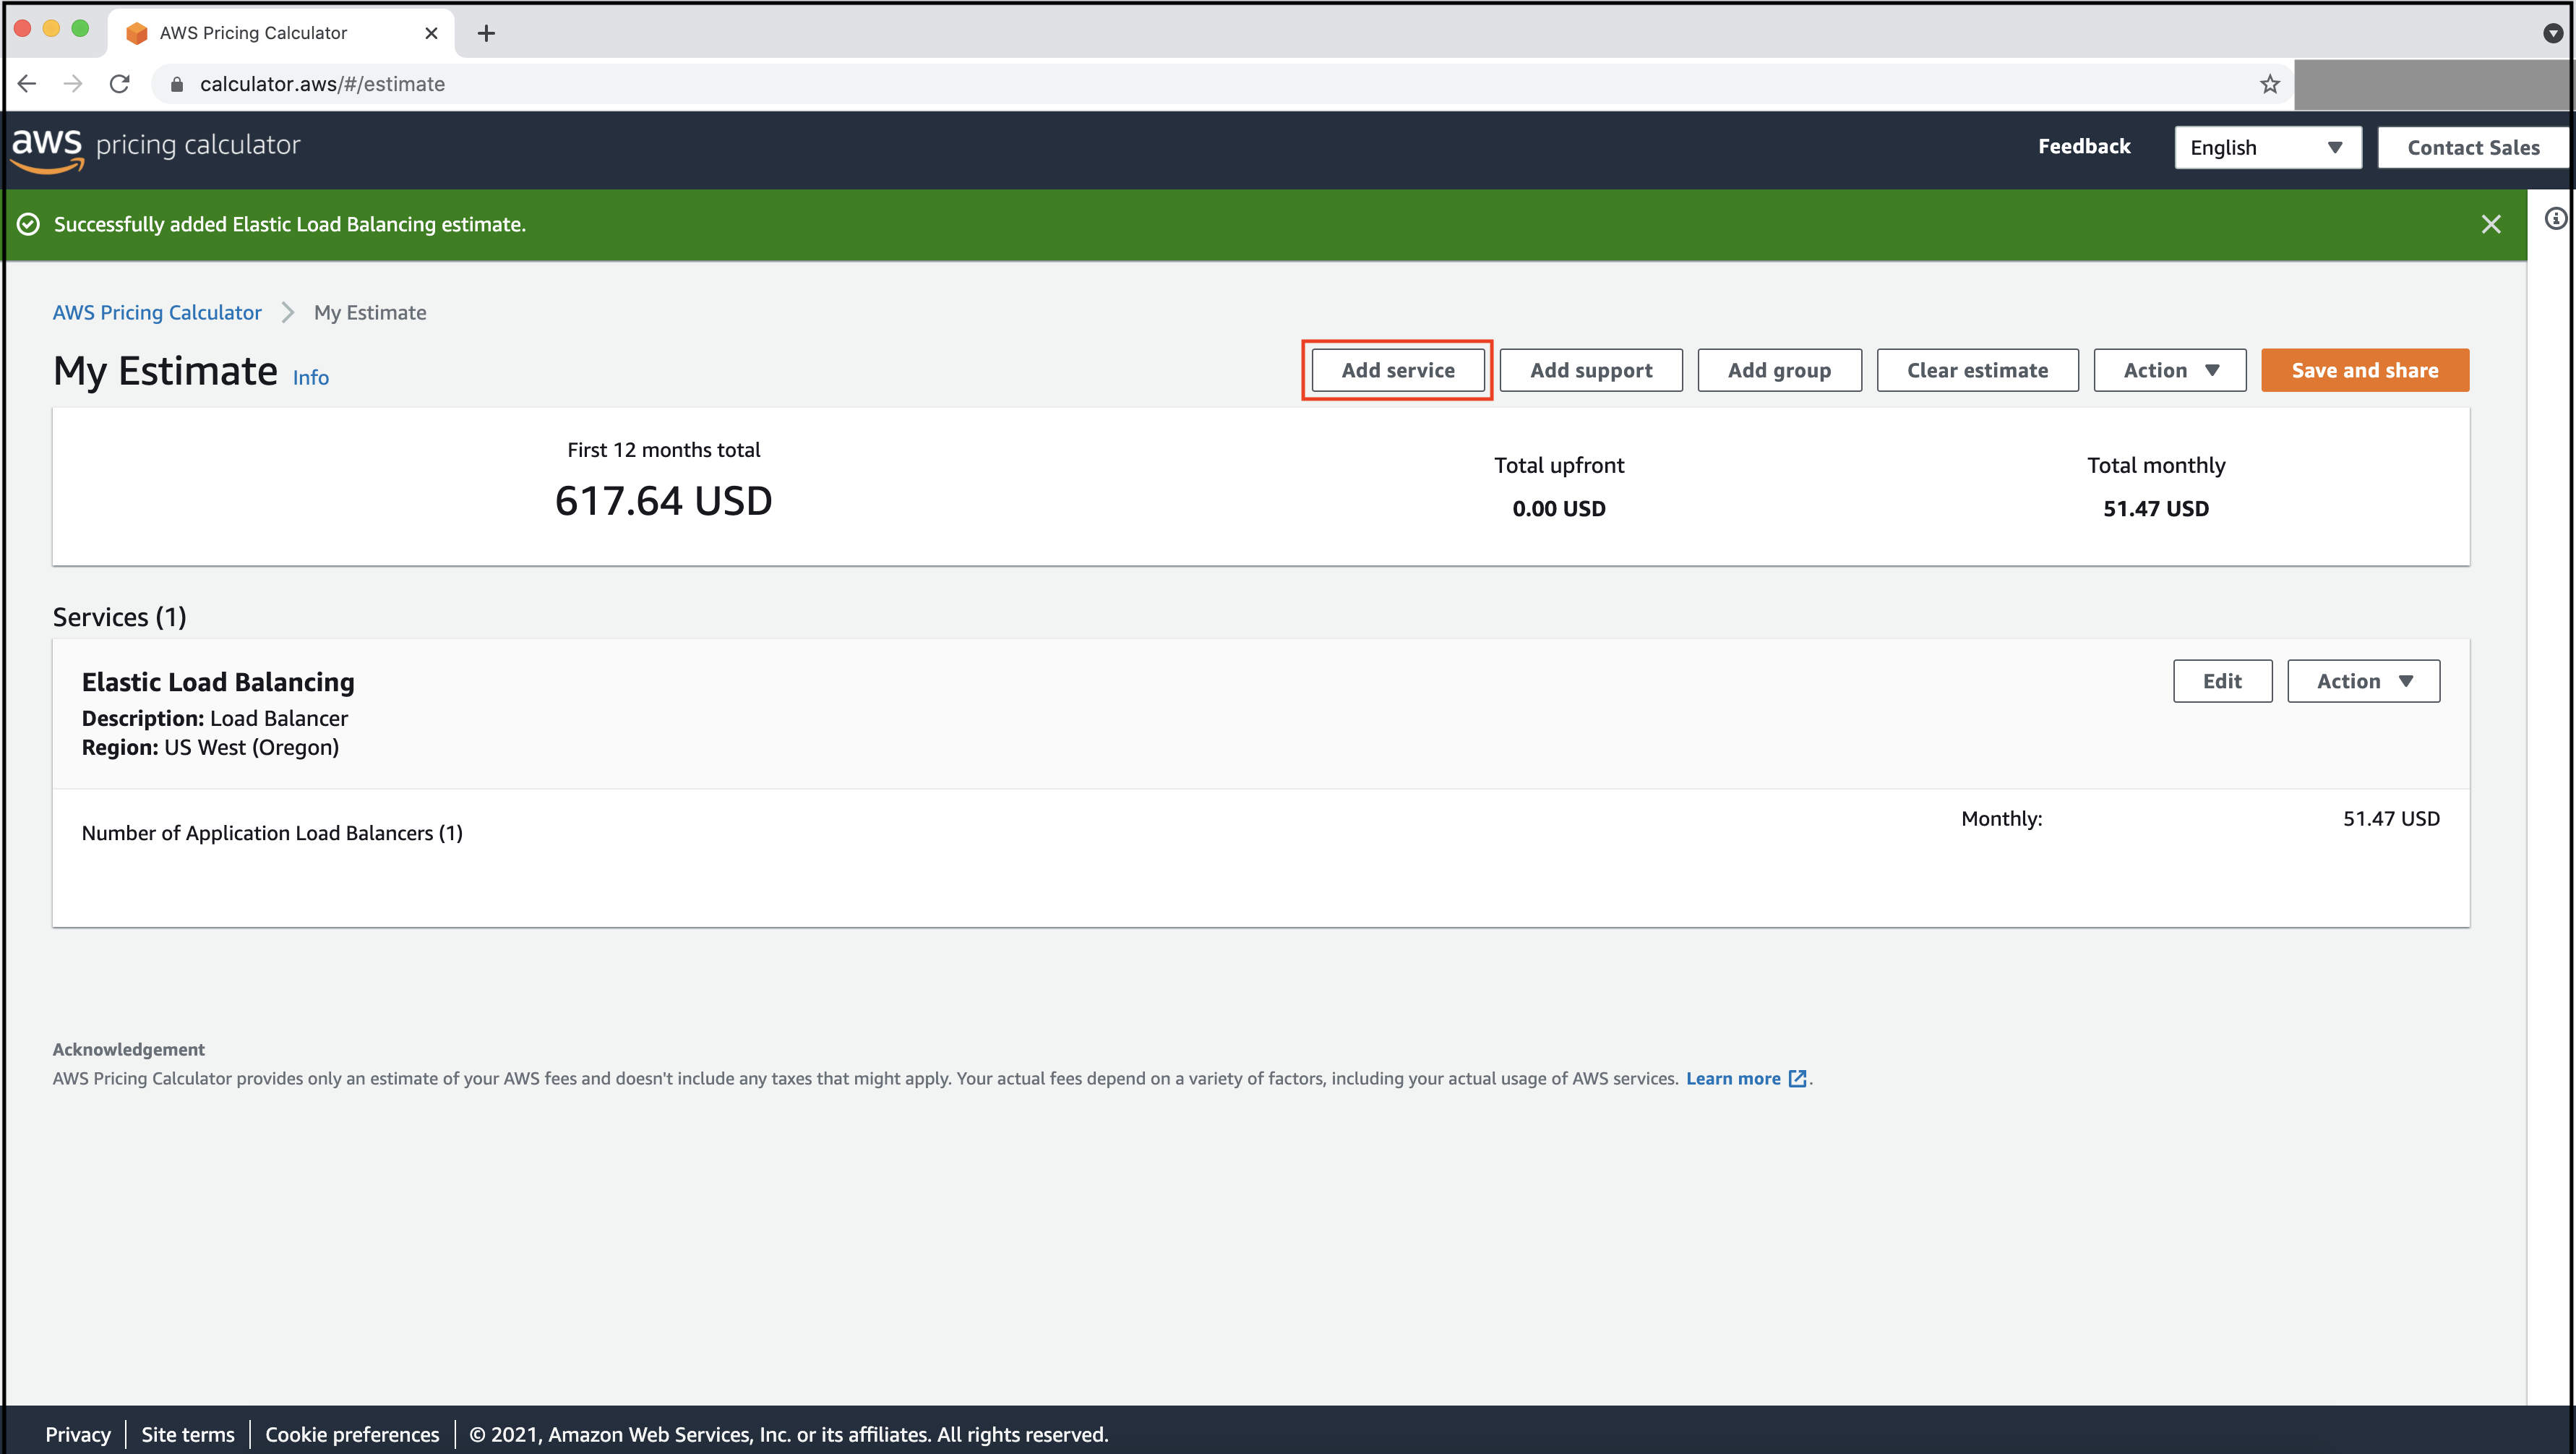 AWS Pricing Calculator
calculator.aws/#/estimate
aws pricing calculator
Feedback
English
Contact Sales
Successfully added Elastic Load Balancing estimate.
AWS Pricing Calculator My Estimate
My Estimate Info
Add service
Add support
Add group
Clear estimate
Action
Save and share
First 12 months total
617.64 USD
Total upfront
0.00 USD
Total monthly
51.47 USD
Services (1)
Elastic Load Balancing
Description: Load Balancer
Region: US West (Oregon)
Edit
Action
Number of Application Load Balancers (1)
Monthly: 51.47 USD
Acknowledgement
AWS Pricing Calculator provides only an estimate of your AWS fees and doesn't include any taxes that might apply. Your actual fees depend on a variety of factors, including your actual usage of AWS services. Learn more .
Privacy Site terms Cookie preferences © 2021, Amazon Web Services, Inc. or its affiliates. All rights reserved.